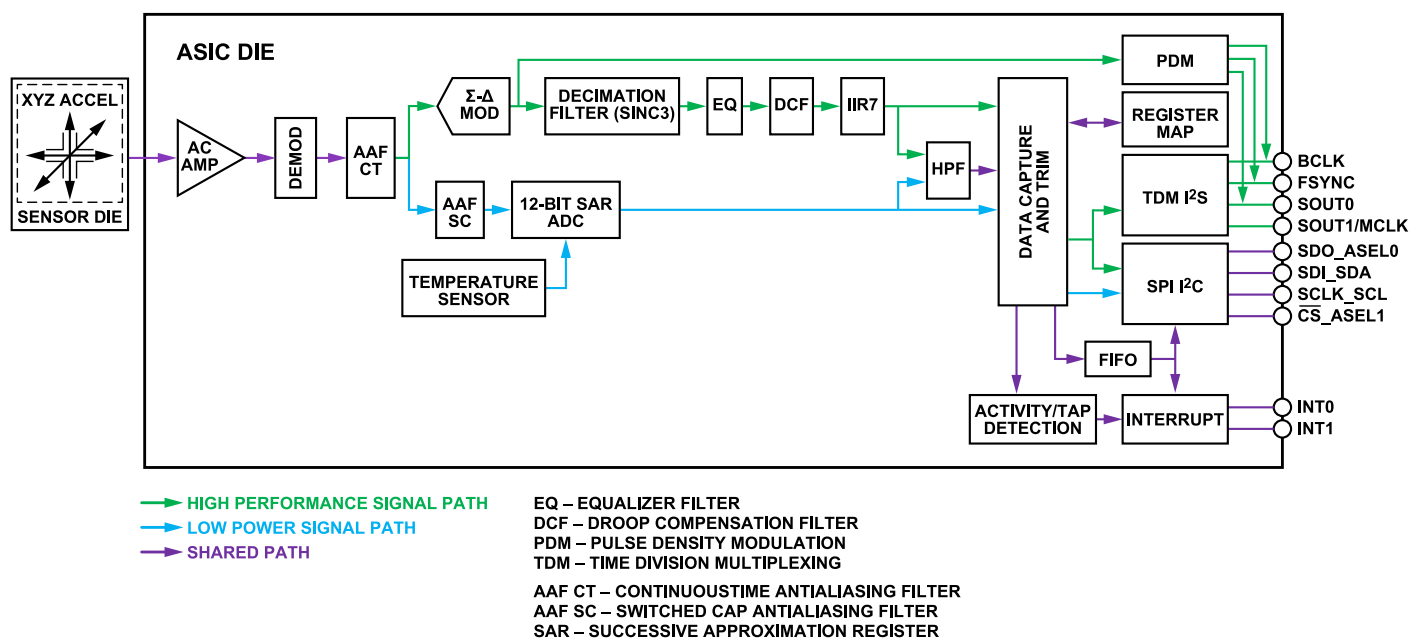 ASIC DIE
XYZ ACCEL
SENSOR DIE
AC
AMP
DEMOD
AAF
CT
Σ-Δ
MOD
DECIMATION
FILTER (SINC3)
EQ
DCF
IIR7
AAF
SC
12-BIT SAR
ADC
TEMPERATURE
SENSOR
HPF
DATA CAPTURE
AND TRIM
PDM
REGISTER
MAP
TDM I²S
SPI I²C
FIFO
ACTIVITY/TAP
DETECTION
INTERRUPT
BCLK
FSYNC
SOUT0
SOUT1/MCLK
SDO_ASEL0
SDI_SDA
SCLK_SCL
C̅S̅_ASEL1
INT0
INT1
HIGH PERFORMANCE SIGNAL PATH
LOW POWER SIGNAL PATH
SHARED PATH
EQ – EQUALIZER FILTER
DCF – DROOP COMPENSATION FILTER
PDM – PULSE DENSITY MODULATION
TDM – TIME DIVISION MULTIPLEXING
AAF CT – CONTINUOUSTIME ANTIALIASING FILTER
AAF SC – SWITCHED CAP ANTIALIASING FILTER
SAR – SUCCESSIVE APPROXIMATION REGISTER